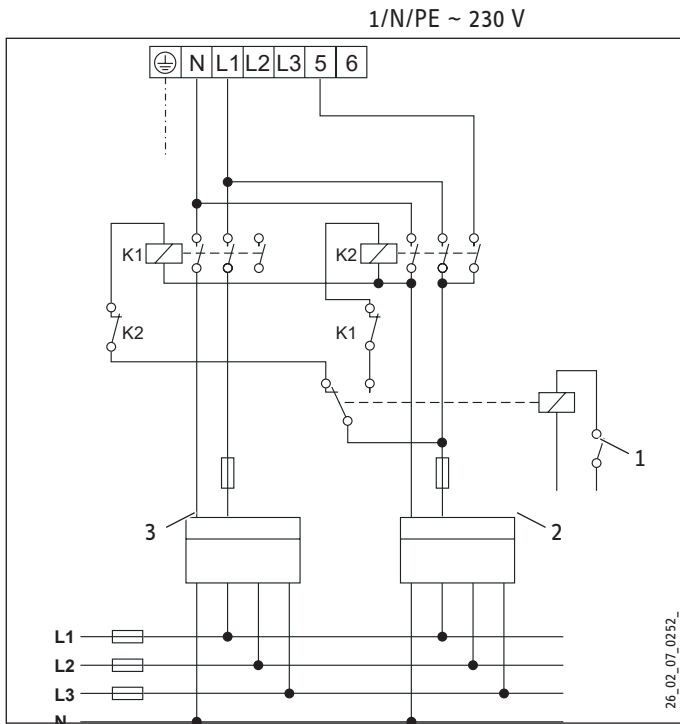 1/N/PE ~ 230 V
N L1 L2 L3 5 6
K1
K2
K2
K1
1
3
2
L1
L2
L3
N
26_02_07_0252_